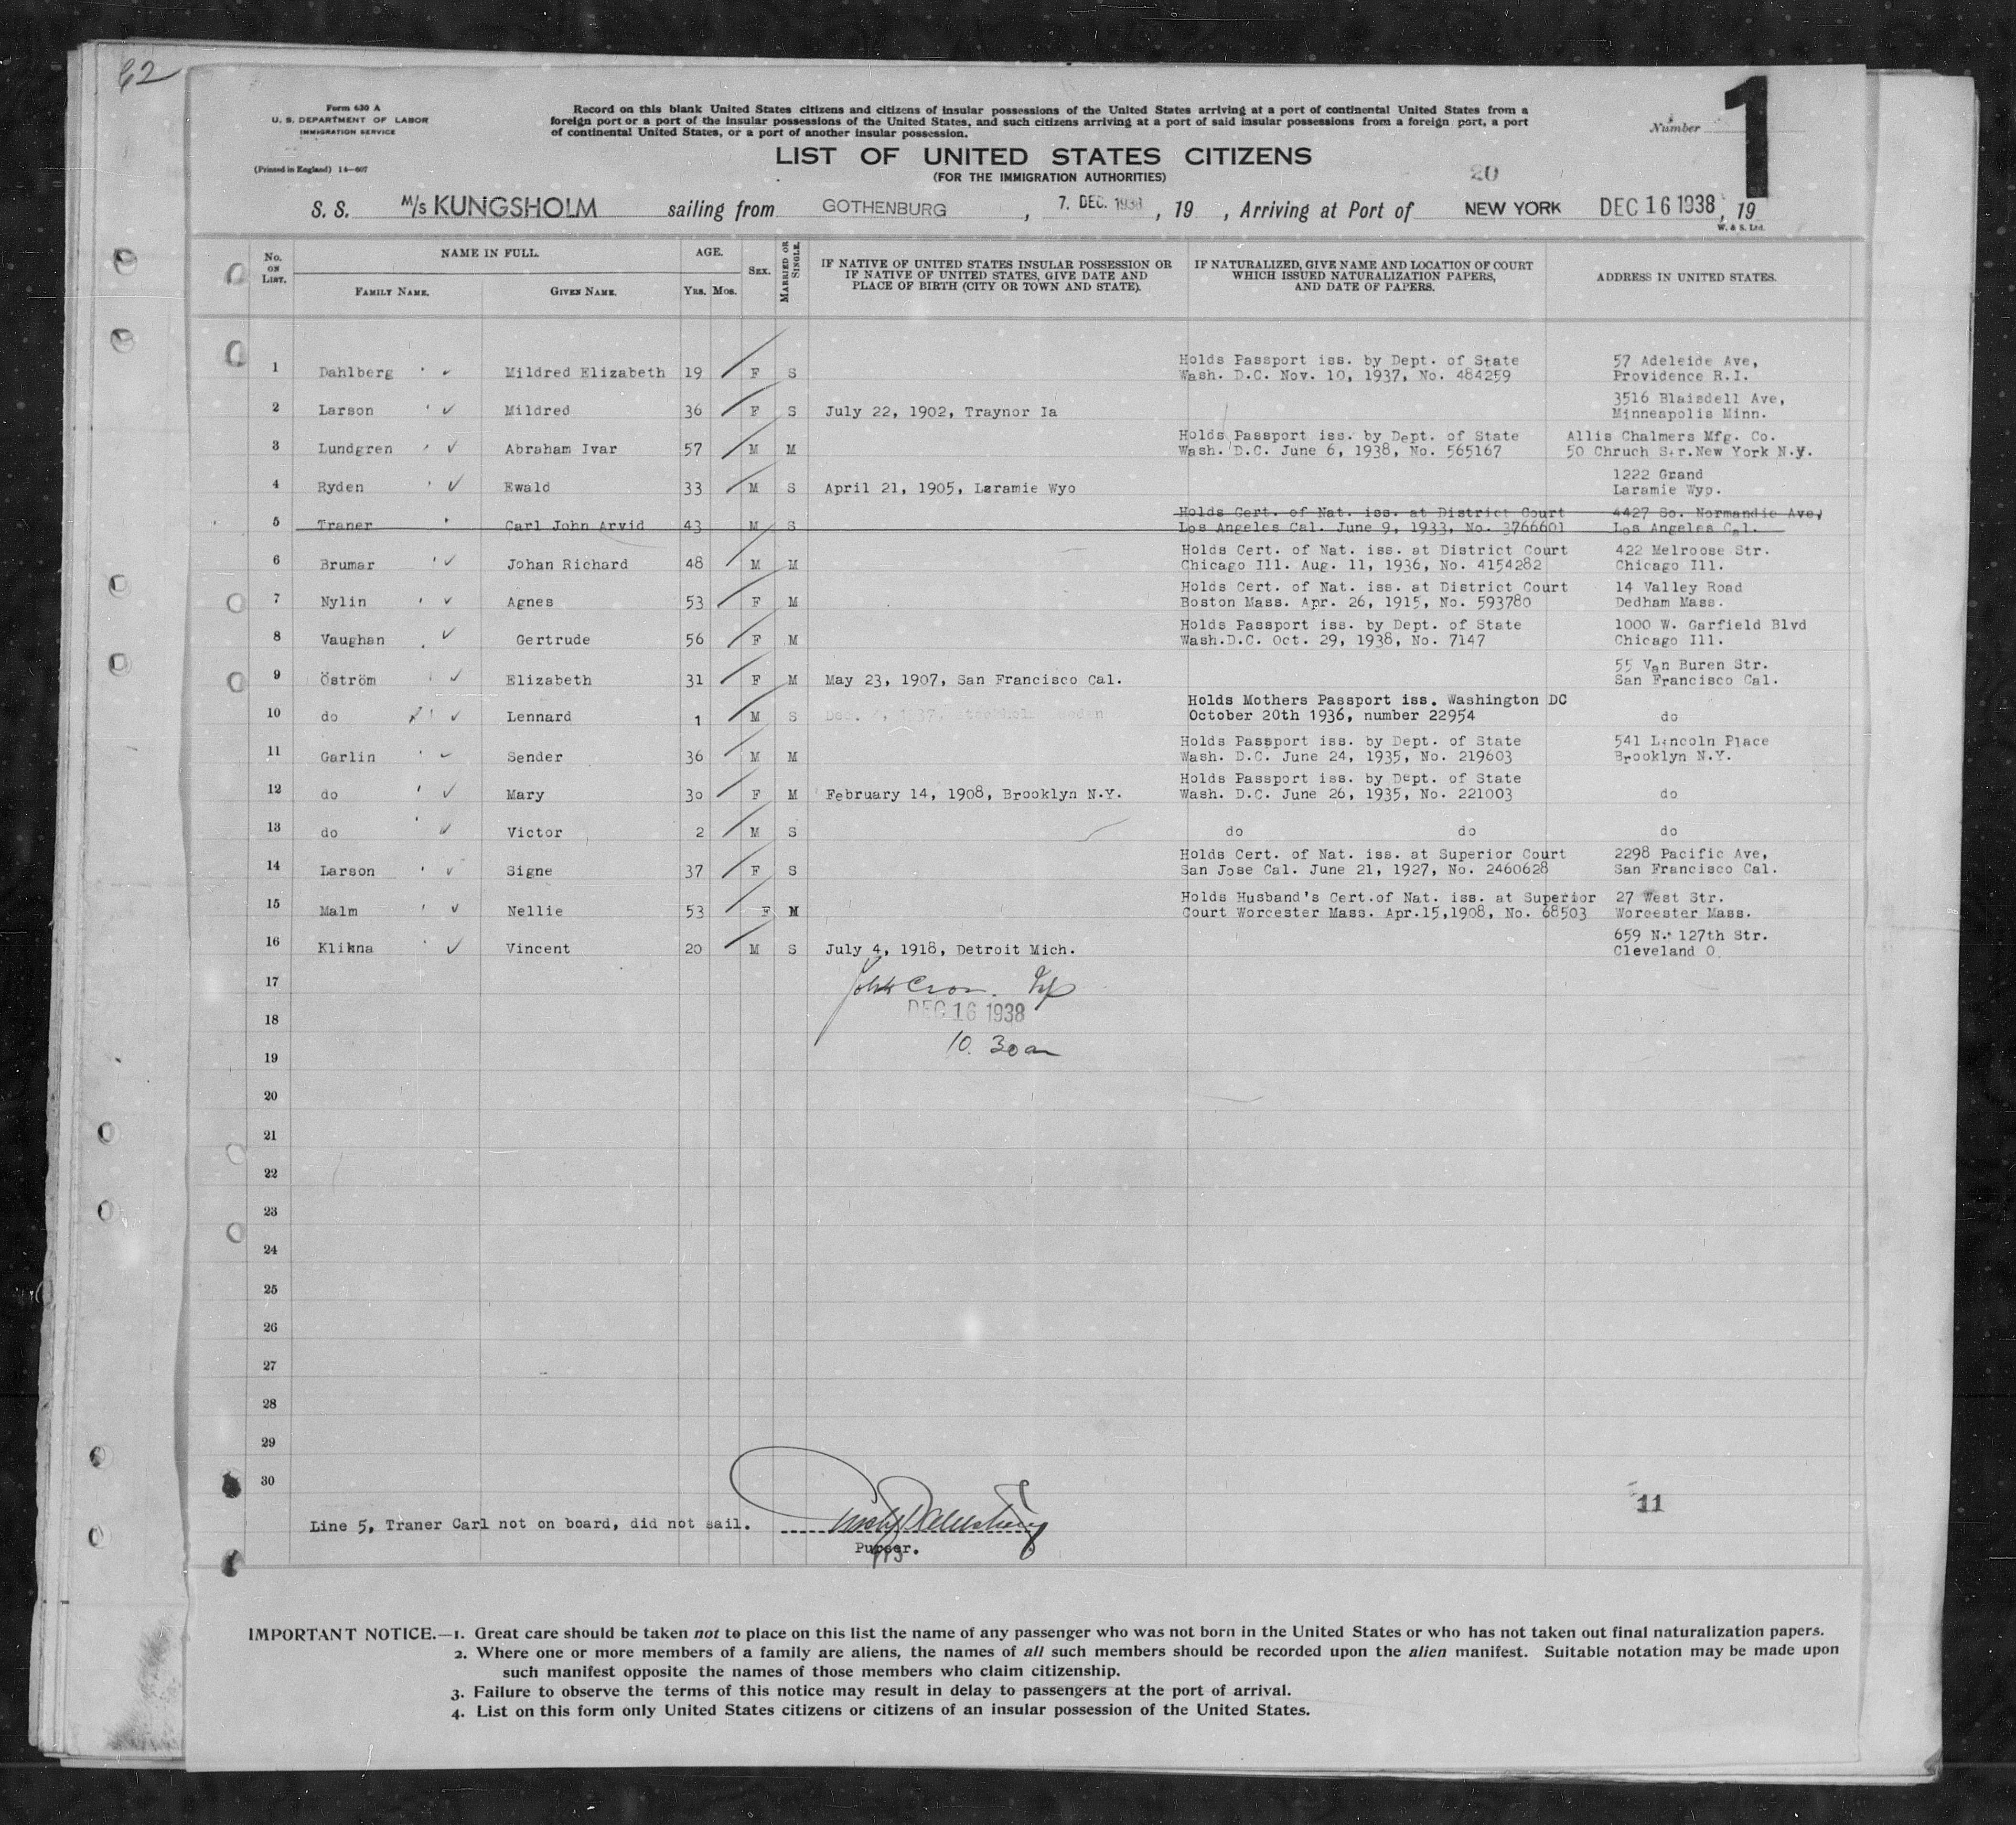 62
Form 630 A
U. S. DEPARTMENT OF LABOR
IMMIGRATION SERVICE
(Printed in England) 14—607
Record on this blank United States citizens and citizens of insular possessions of the United States arriving at a port of continental United States from a
foreign port or a port of the insular possessions of the United States, and such citizens arriving at a port of said insular possessions from a foreign port, a port
of continental United States, or a port of another insular possession.
Number 1
LIST OF UNITED STATES CITIZENS
(FOR THE IMMIGRATION AUTHORITIES)
20
S. S. M/S KUNGSHOLM sailing from GOTHENBURG, 7. DEC. 1938, 19 , Arriving at Port of NEW YORK DEC 16 1938, 19
W. & S. Ltd.
No. ON LIST. NAME IN FULL. FAMILY NAME. GIVEN NAME. AGE. YRS. MOS. SEX. MARRIED OR SINGLE. IF NATIVE OF UNITED STATES INSULAR POSSESSION OR IF NATIVE OF UNITED STATES, GIVE DATE AND PLACE OF BIRTH (CITY OR TOWN AND STATE). IF NATURALIZED, GIVE NAME AND LOCATION OF COURT WHICH ISSUED NATURALIZATION PAPERS, AND DATE OF PAPERS. ADDRESS IN UNITED STATES.
Holds Passport iss. by Dept. of State 57 Adeleide Ave,
1 Dahlberg Mildred Elizabeth 19 F S Wash. D.C. Nov. 10, 1937, No. 484259 Providence R.I.
3516 Blaisdell Ave,
2 Larson Mildred 36 F S July 22, 1902, Traynor Ia Minneapolis Minn.
Holds Passport iss. by Dept. of State Allis Chalmers Mfg. Co.
3 Lundgren Abraham Ivar 57 M M Wash. D.C. June 6, 1938, No. 565167 50 Chruch Str.New York N.Y.
1222 Grand
4 Ryden Ewald 33 M S April 21, 1905, Laramie Wyo Laramie Wyo.
Holds Cert. of Nat. iss. at District Court 4427 So. Normandie Ave,
5 Traner Carl John Arvid 43 M S Los Angeles Cal. June 9, 1933, No. 3766601 Los Angeles Cal.
Holds Cert. of Nat. iss. at District Court 422 Melroose Str.
6 Brumar Johan Richard 48 M M Chicago Ill. Aug. 11, 1936, No. 4154282 Chicago Ill.
Holds Cert. of Nat. iss. at District Court 14 Valley Road
7 Nylin Agnes 53 F M Boston Mass. Apr. 26, 1915, No. 593780 Dedham Mass.
Holds Passport iss. by Dept. of State 1000 W. Garfield Blvd
8 Vaughan Gertrude 56 F M Wash.D.C. Oct. 29, 1938, No. 7147 Chicago Ill.
55 Van Buren Str.
9 Öström Elizabeth 31 F M May 23, 1907, San Francisco Cal. San Francisco Cal.
Holds Mothers Passport iss. Washington DC
10 do Lennard 1 M S October 20th 1936, number 22954 do
Holds Passport iss. by Dept. of State 541 Lincoln Place
11 Garlin Sender 36 M M Wash. D.C. June 24, 1935, No. 219603 Brooklyn N.Y.
Holds Passport iss. by Dept. of State
12 do Mary 30 F M February 14, 1908, Brooklyn N.Y. Wash. D.C. June 26, 1935, No. 221003 do
13 do Victor 2 M S do do do
Holds Cert. of Nat. iss. at Superior Court 2298 Pacific Ave,
14 Larson Signe 37 F S San Jose Cal. June 21, 1927, No. 2460628 San Francisco Cal.
Holds Husband's Cert.of Nat. iss. at Superior 27 West Str.
15 Malm Nellie 53 F M Court Worcester Mass. Apr.15,1908, No. 68503 Worcester Mass.
659 N. 127th Str.
16 Klikna Vincent 20 M S July 4, 1918, Detroit Mich. Cleveland O.
17
18 DEC 16 1938
19 10.30am
20
21
22
23
24
25
26
27
28
29
30
11
Line 5, Traner Carl not on board, did not sail.
Purser.
IMPORTANT NOTICE.—1. Great care should be taken not to place on this list the name of any passenger who was not born in the United States or who has not taken out final naturalization papers.
2. Where one or more members of a family are aliens, the names of all such members should be recorded upon the alien manifest. Suitable notation may be made upon
such manifest opposite the names of those members who claim citizenship.
3. Failure to observe the terms of this notice may result in delay to passengers at the port of arrival.
4. List on this form only United States citizens or citizens of an insular possession of the United States.